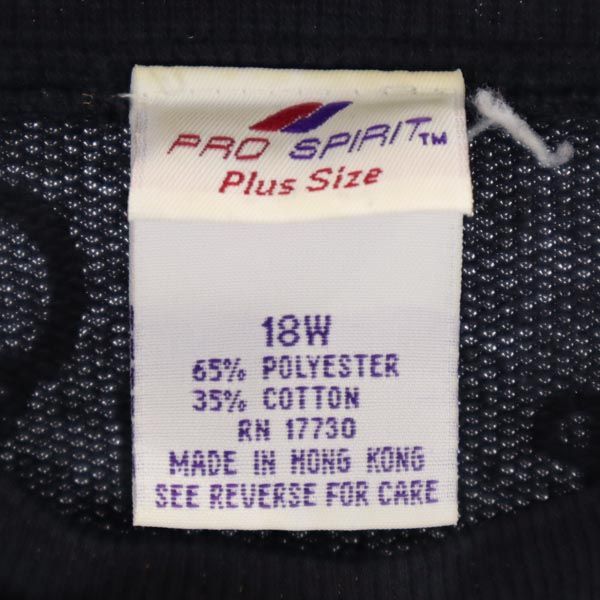 PRO SPIRIT™
Plus Size
18W
65% POLYESTER
35% COTTON
RN 17730
MADE IN HONG KONG
SEE REVERSE FOR CARE